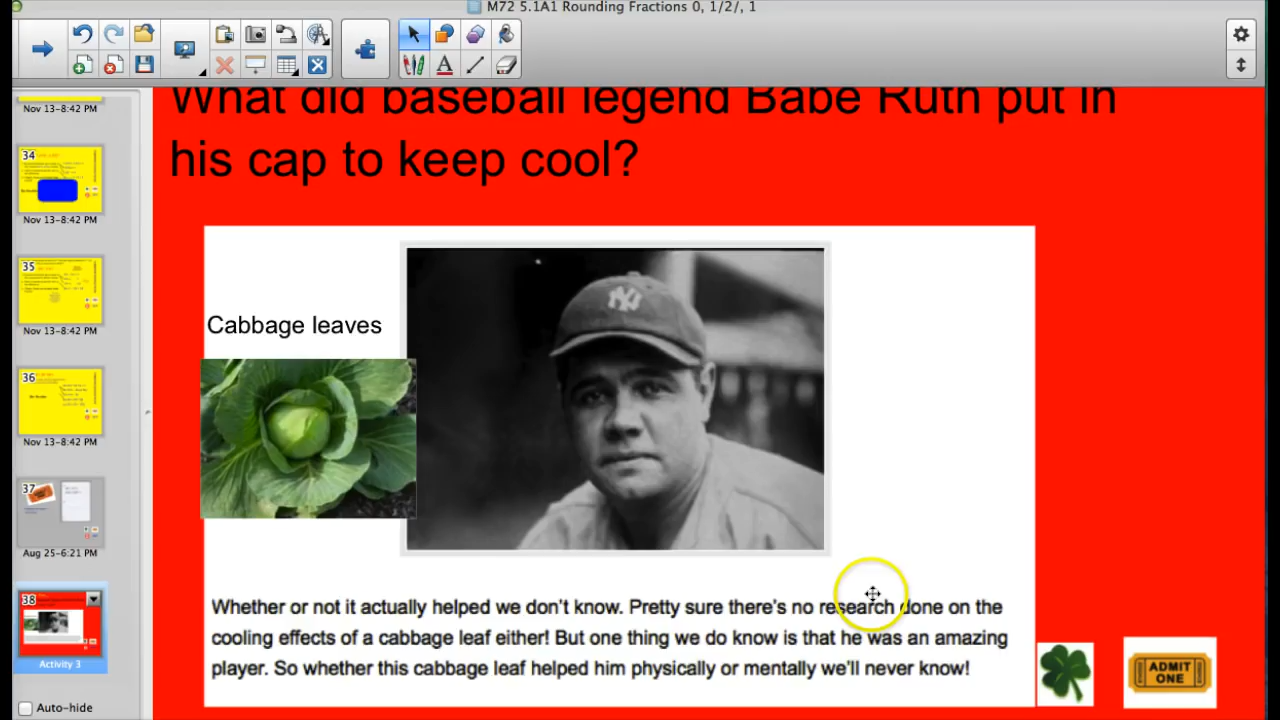 M72 5.1A1 Rounding Fractions 0, 1/2/, 1
What did baseball legend Babe Ruth put in
his cap to keep cool?
Cabbage leaves
NY
Whether or not it actually helped we don't know. Pretty sure there's no research done on the
cooling effects of a cabbage leaf either! But one thing we do know is that he was an amazing
player. So whether this cabbage leaf helped him physically or mentally we'll never know!
ADMIT
ONE
Nov 13-8:42 PM
34
Nov 13-8:42 PM
35
Nov 13-8:42 PM
36
Nov 13-8:42 PM
37
Aug 25-6:21 PM
38
Activity 3
Auto-hide
A